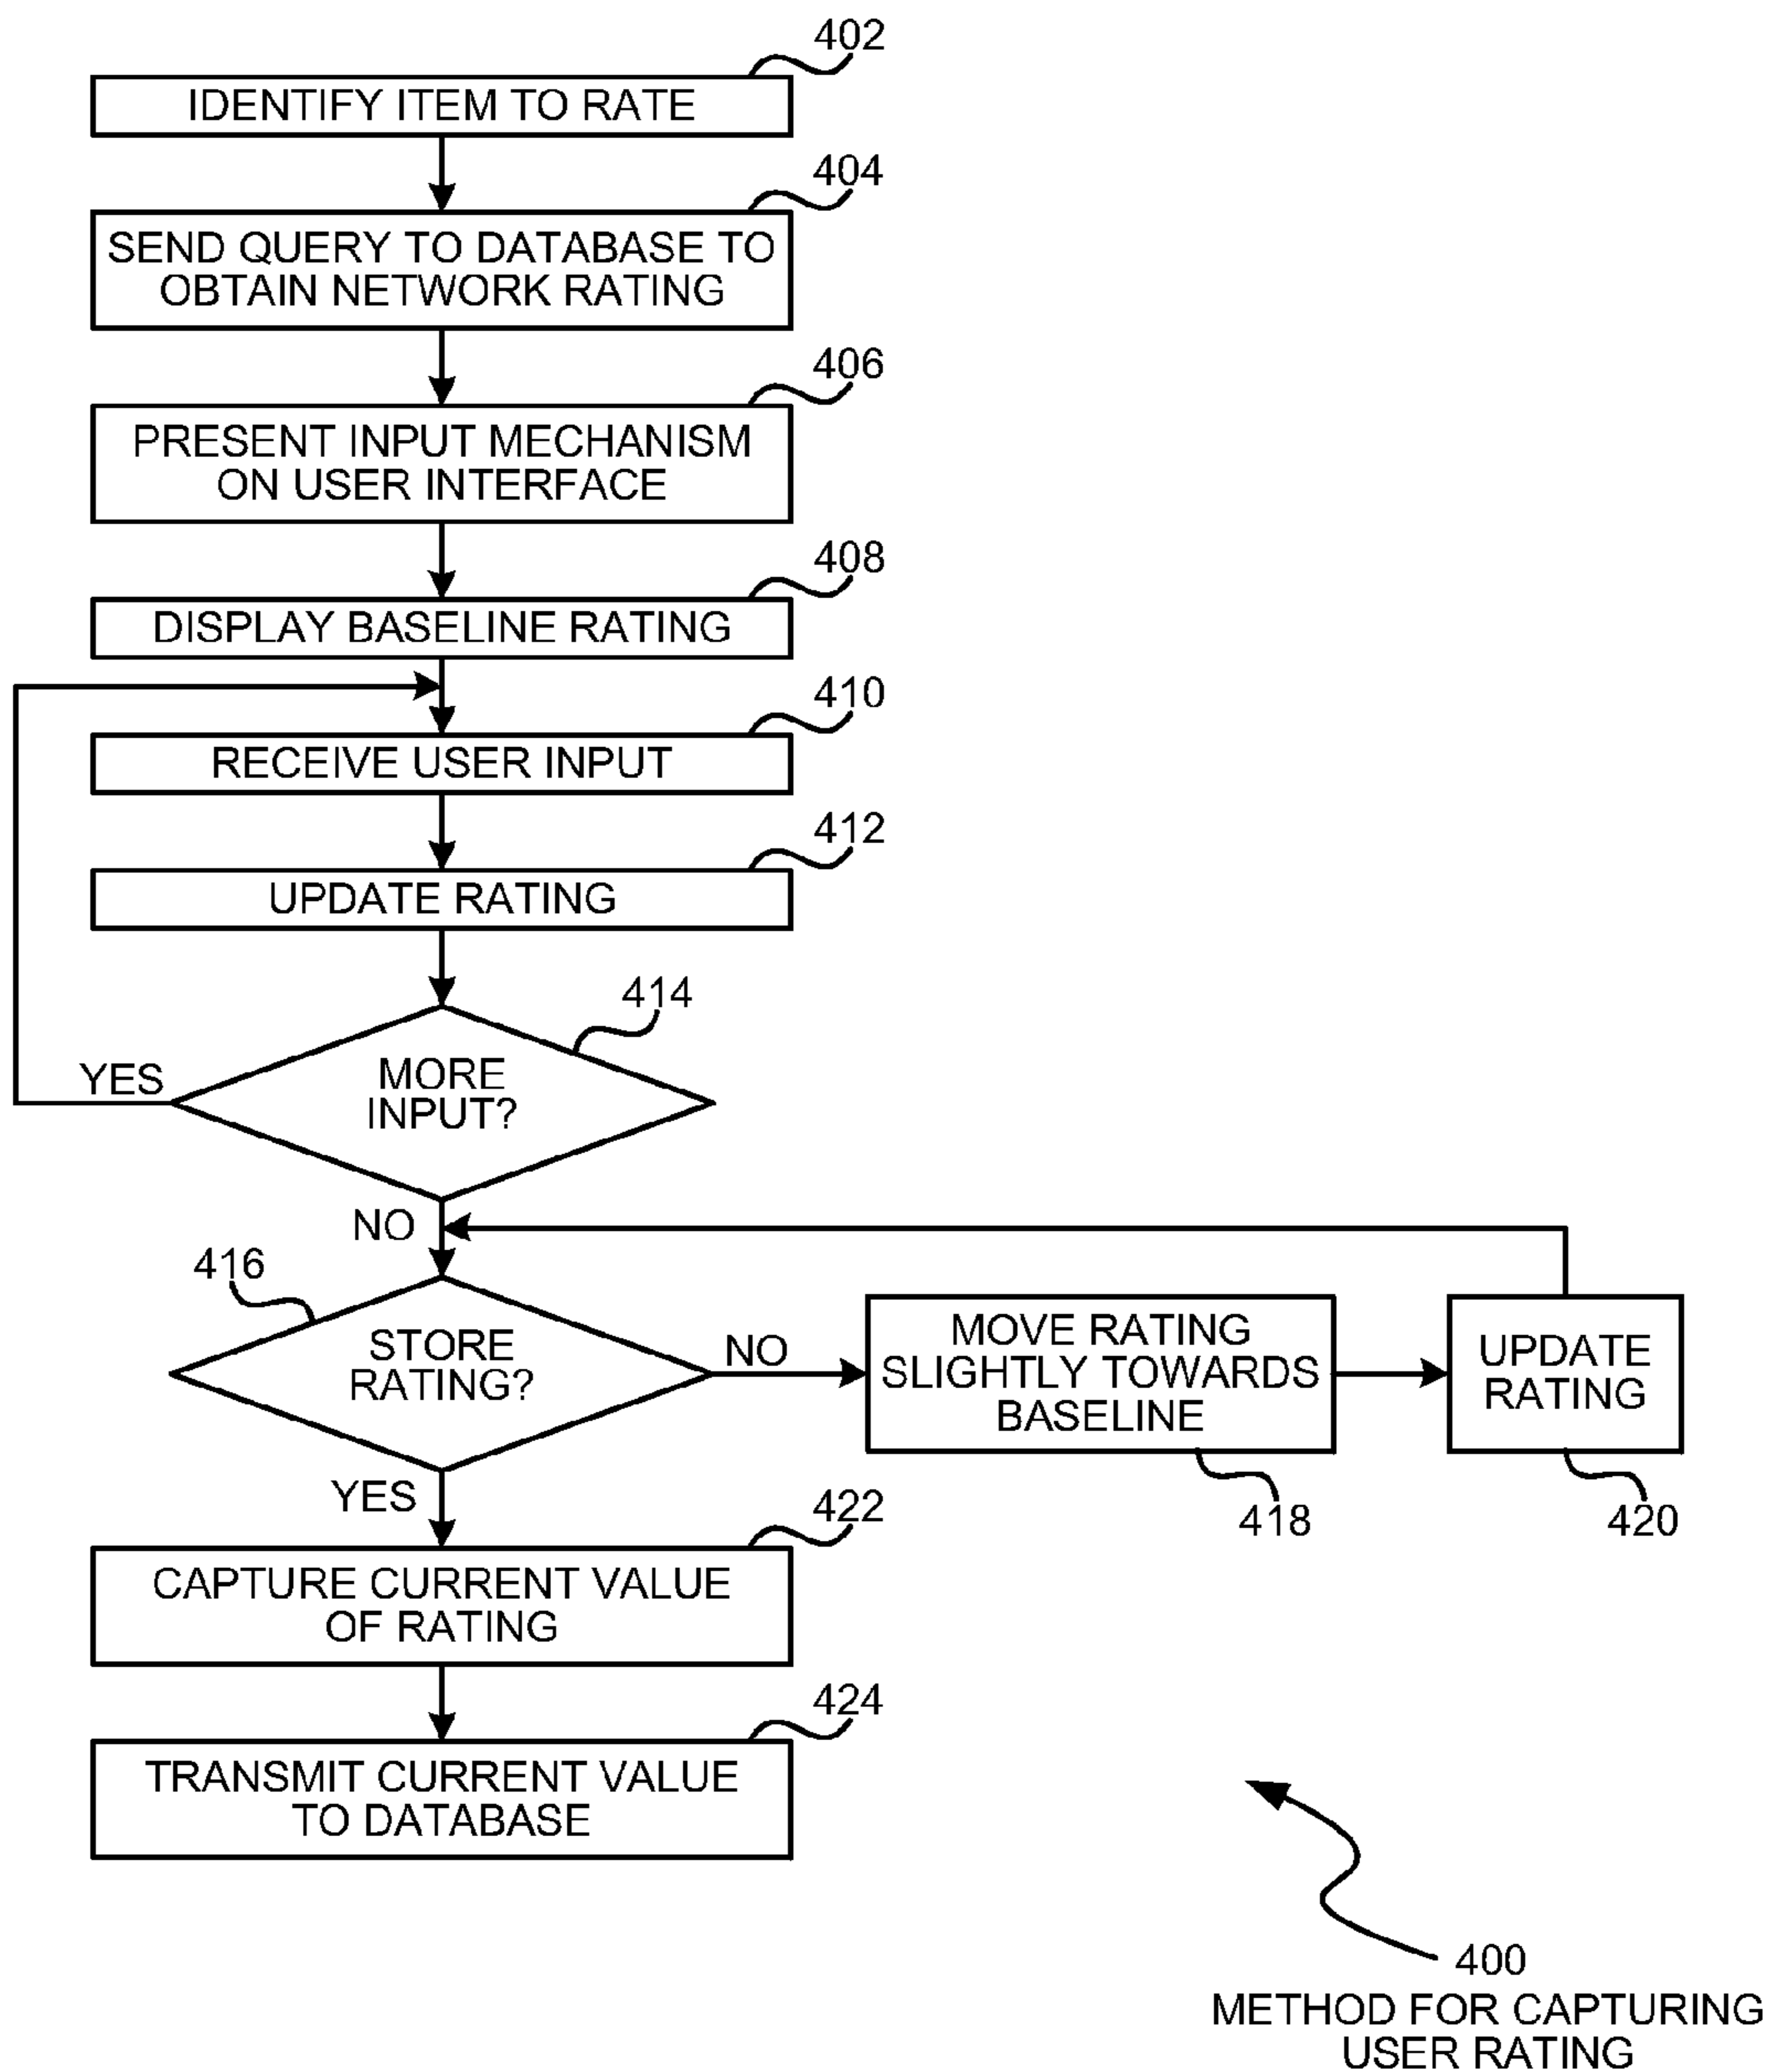 402
IDENTIFY ITEM TO RATE
404
SEND QUERY TO DATABASE TO
OBTAIN NETWORK RATING
406
PRESENT INPUT MECHANISM
ON USER INTERFACE
408
DISPLAY BASELINE RATING
410
RECEIVE USER INPUT
412
UPDATE RATING
414
MORE
INPUT?
YES
NO
416
STORE
RATING?
NO
MOVE RATING
SLIGHTLY TOWARDS
BASELINE
418
UPDATE
RATING
420
YES
422
CAPTURE CURRENT VALUE
OF RATING
424
TRANSMIT CURRENT VALUE
TO DATABASE
400
METHOD FOR CAPTURING
USER RATING